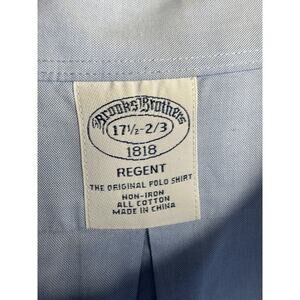 Brooks Brothers
17½-2/3
1818
REGENT
THE ORIGINAL POLO SHIRT
NON-IRON
ALL COTTON
MADE IN CHINA